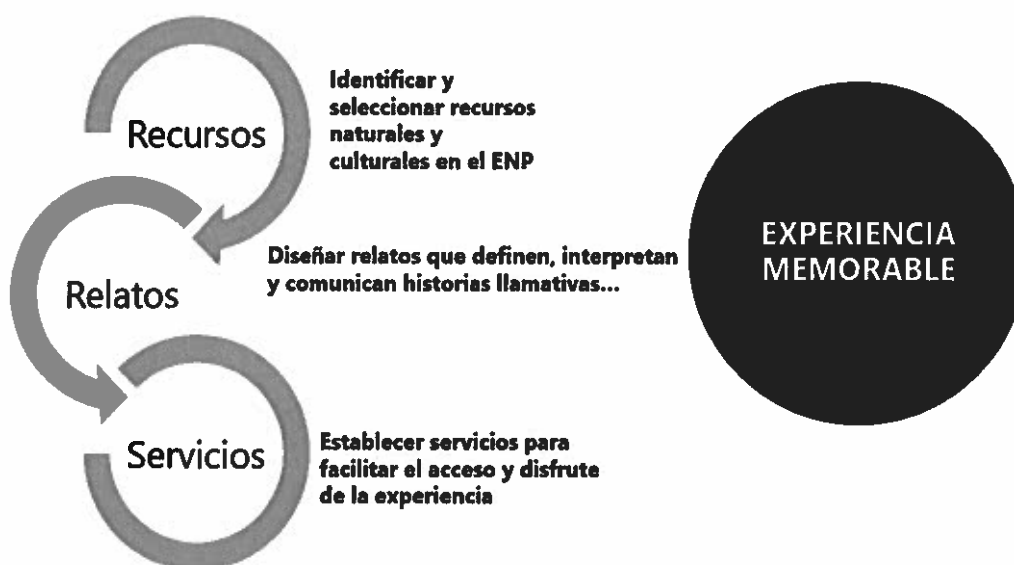 Recursos
Identificar y
seleccionar recursos
naturales y
culturales en el ENP
Relatos
Diseñar relatos que definen, interpretan
y comunican historias llamativas...
Servicios
Establecer servicios para
facilitar el acceso y disfrute
de la experiencia
EXPERIENCIA
MEMORABLE